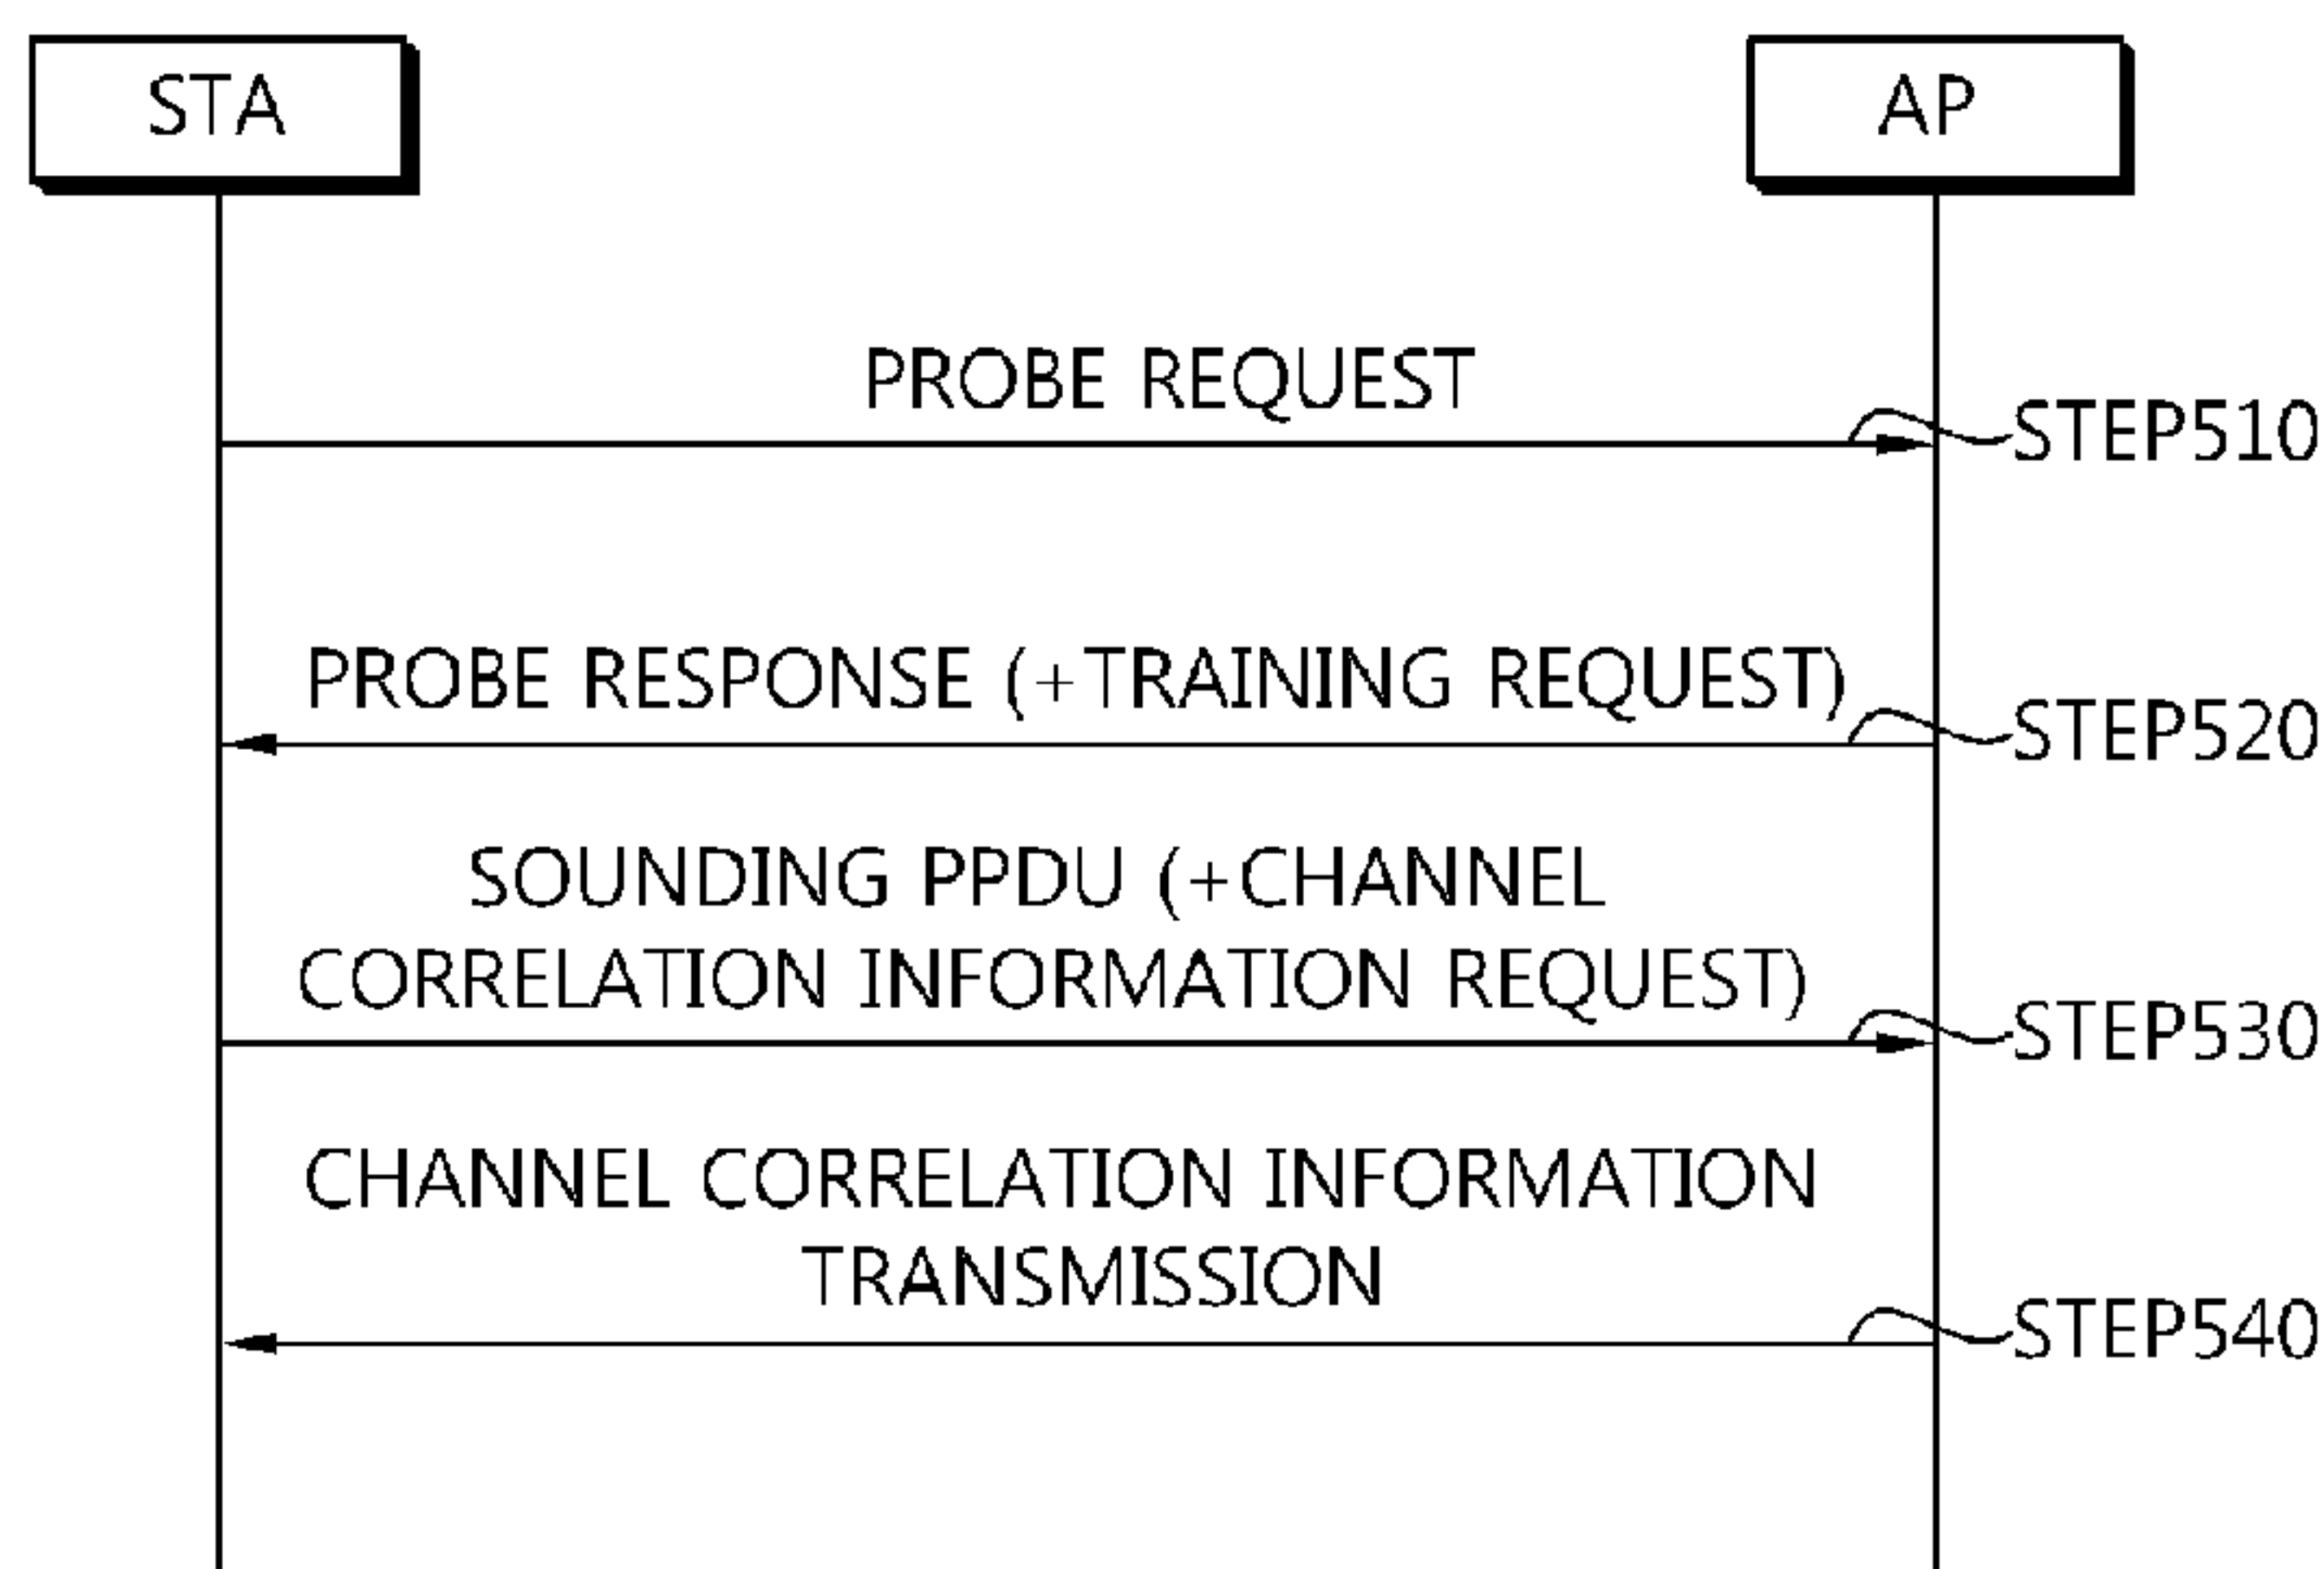 STA
AP
PROBE REQUEST
STEP510
PROBE RESPONSE (+TRAINING REQUEST)
STEP520
SOUNDING PPDU (+CHANNEL
CORRELATION INFORMATION REQUEST)
STEP530
CHANNEL CORRELATION INFORMATION
TRANSMISSION
STEP540